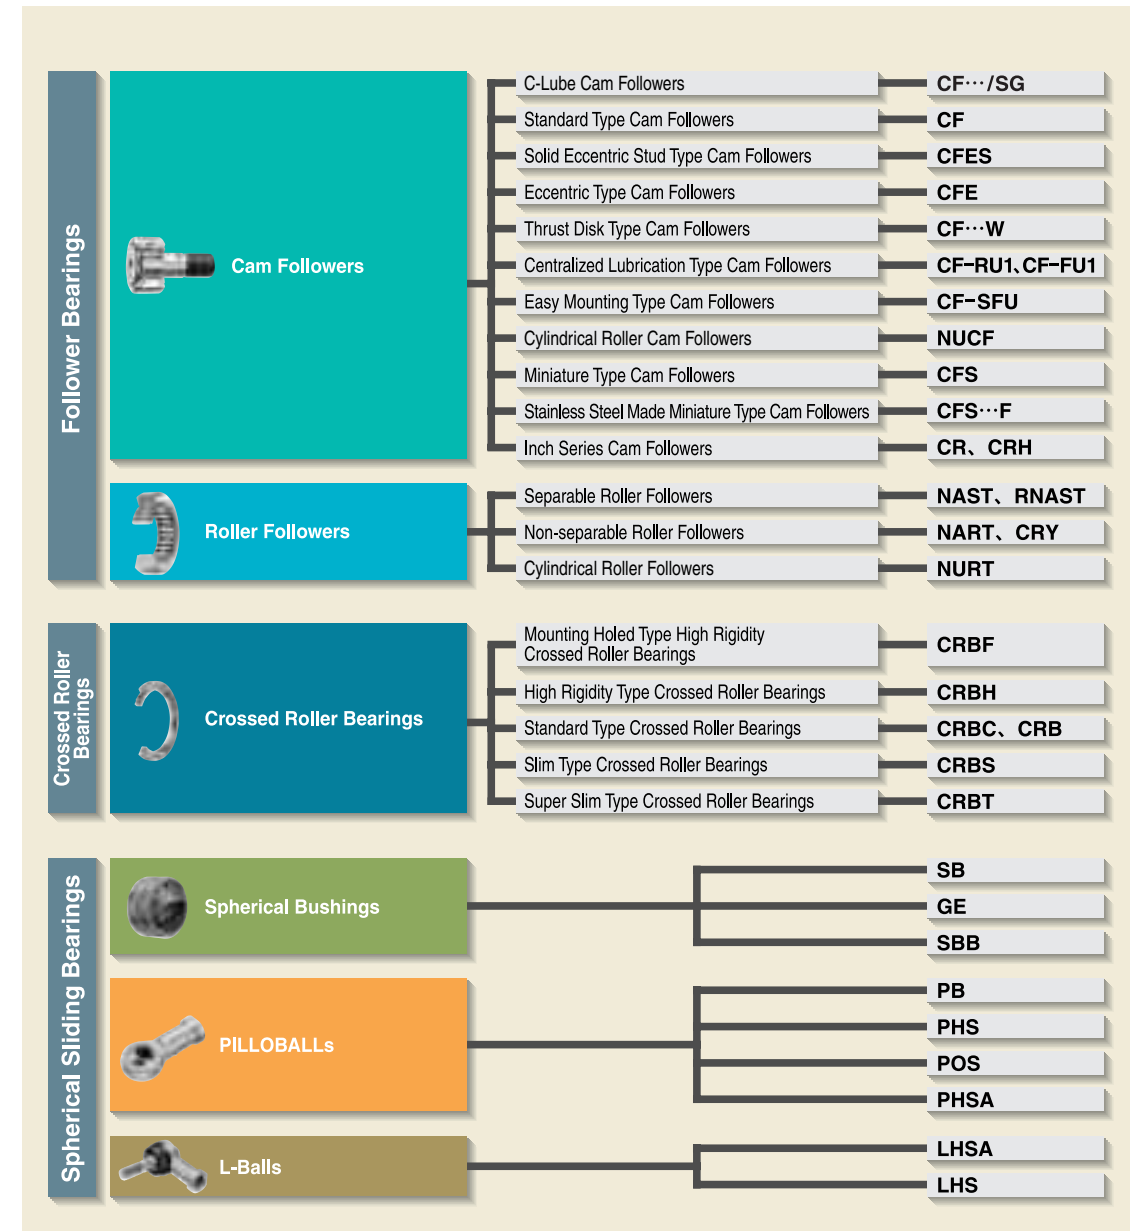 Follower Bearings
Cam Followers
C-Lube Cam Followers
CF···/SG
Standard Type Cam Followers
CF
Solid Eccentric Stud Type Cam Followers
CFES
Eccentric Type Cam Followers
CFE
Thrust Disk Type Cam Followers
CF···W
Centralized Lubrication Type Cam Followers
CF-RU1、CF-FU1
Easy Mounting Type Cam Followers
CF-SFU
Cylindrical Roller Cam Followers
NUCF
Miniature Type Cam Followers
CFS
Stainless Steel Made Miniature Type Cam Followers
CFS···F
Inch Series Cam Followers
CR、CRH
Roller Followers
Separable Roller Followers
NAST、RNAST
Non-separable Roller Followers
NART、CRY
Cylindrical Roller Followers
NURT
Crossed Roller
Bearings
Crossed Roller Bearings
Mounting Holed Type High Rigidity
Crossed Roller Bearings
CRBF
High Rigidity Type Crossed Roller Bearings
CRBH
Standard Type Crossed Roller Bearings
CRBC、CRB
Slim Type Crossed Roller Bearings
CRBS
Super Slim Type Crossed Roller Bearings
CRBT
Spherical Sliding Bearings
Spherical Bushings
SB
GE
SBB
PILLOBALLs
PB
PHS
POS
PHSA
L-Balls
LHSA
LHS